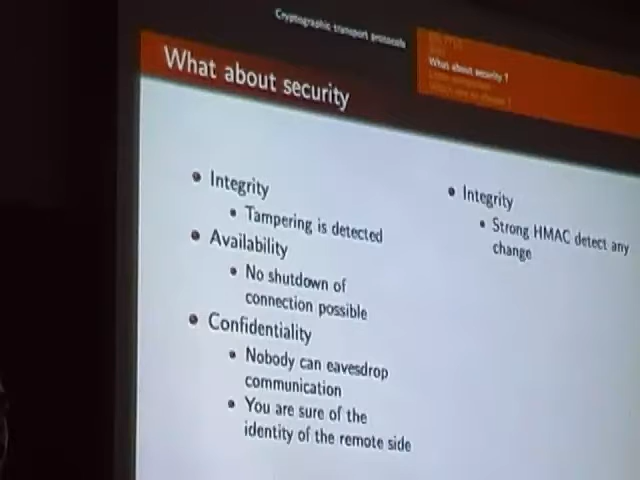 Cryptographic transport protocols
What about security ?
What about security
• Integrity
• Tampering is detected
• Availability
• No shutdown of
connection possible
• Confidentiality
• Nobody can eavesdrop
communication
• You are sure of the
identity of the remote side
• Integrity
• Strong HMAC detect any
change